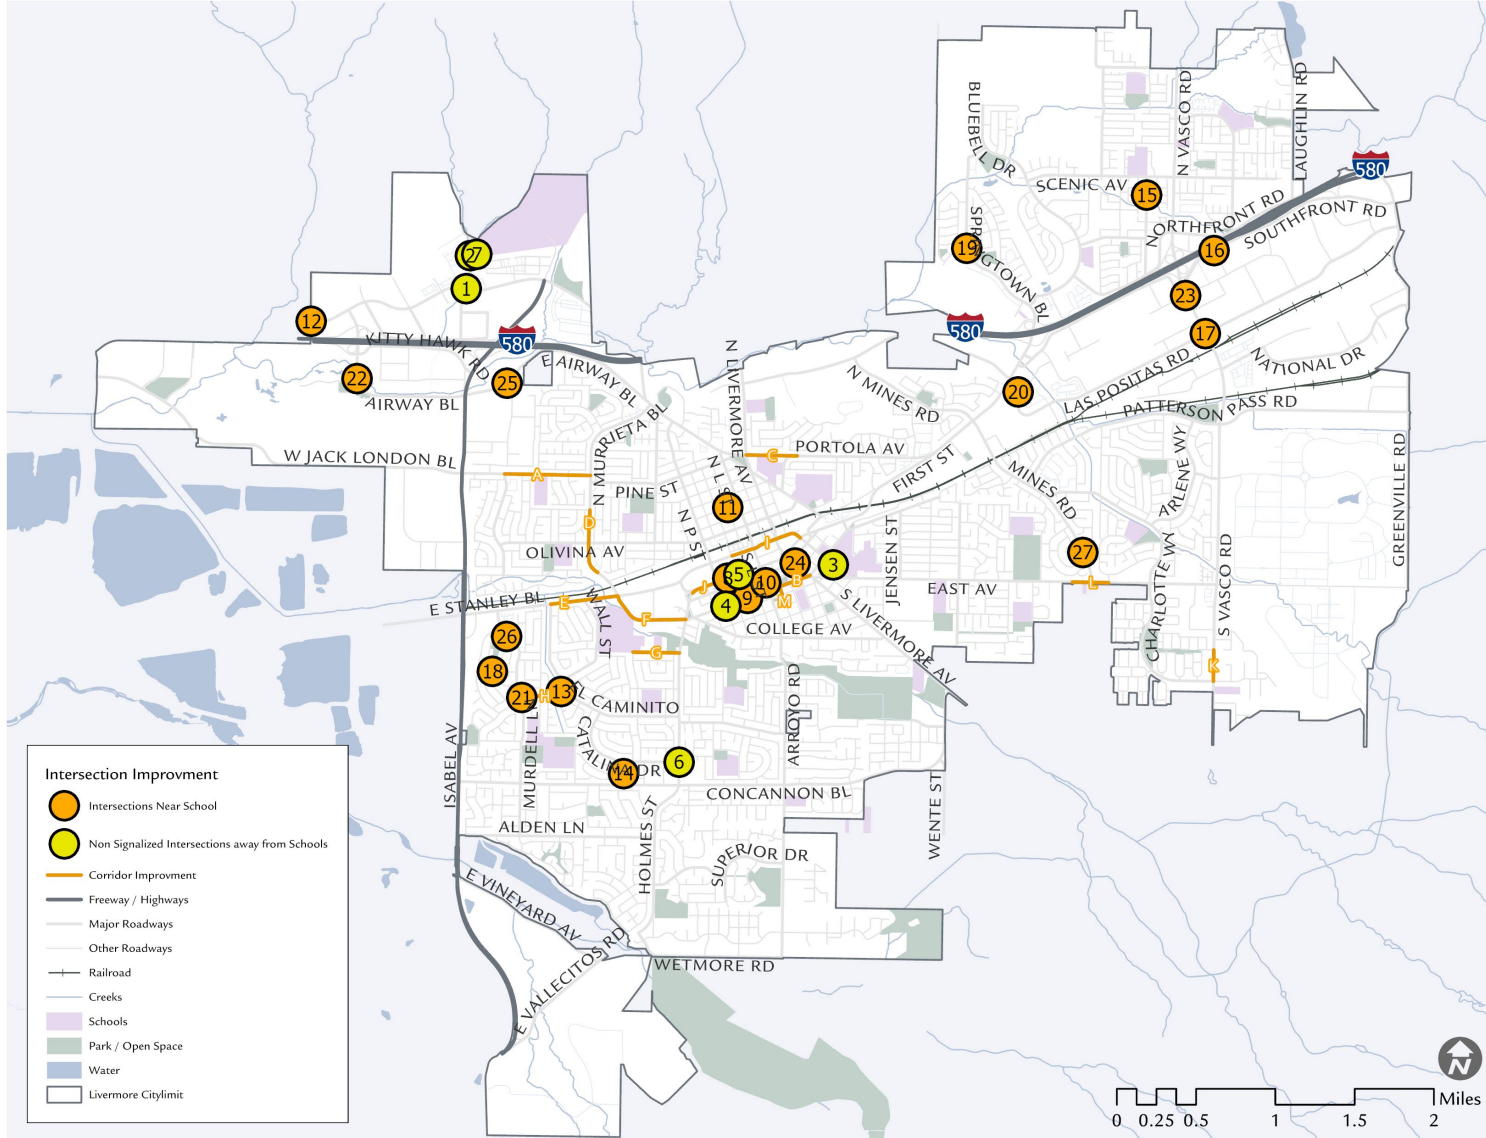 BLUEBELL DR
N VASCO RD
LAUGHLIN RD
580
SCENIC AV
15
NORTHFRONT RD
SOUTHFRONT RD
SPRINGTOWN BL
19
16
2
7
1
23
12
580
580
17
KITTY HAWK RD
E AIRWAY BL
N LIVERMORE AV
N MINES RD
LAS POSITAS RD
NATIONAL DR
22
25
20
AIRWAY BL
PATTERSON PASS RD
N MURRIETA BL
PORTOLA AV
C
W JACK LONDON BL
A
FIRST ST
MINES RD
ARLENE WY
GREENVILLE RD
PINE ST
N L ST
11
N P ST
D
OLIVINA AV
I
JENSEN ST
27
24
3
8
5
10
B
J
9
M
4
EAST AV
L
CHARLOTTE WY
S VASCO RD
E STANLEY BL
E
WALL ST
F
COLLEGE AV
S LIVERMORE AV
26
G
K
18
21
H
13
EL CAMINITO
ARROYO RD
ISABEL AV
MURDELL LN
CATALINA DR
14
6
CONCANNON BL
WENTE ST
ALDEN LN
HOLMES ST
SUPERIOR DR
E VINEYARD AV
E VALLECITOS RD
WETMORE RD
Intersection Improvment
Intersections Near School
Non Signalized Intersections away from Schools
Corridor Improvment
Freeway / Highways
Major Roadways
Other Roadways
Railroad
Creeks
Schools
Park / Open Space
Water
Livermore Citylimit
N
Miles
0 0.25 0.5 1 1.5 2